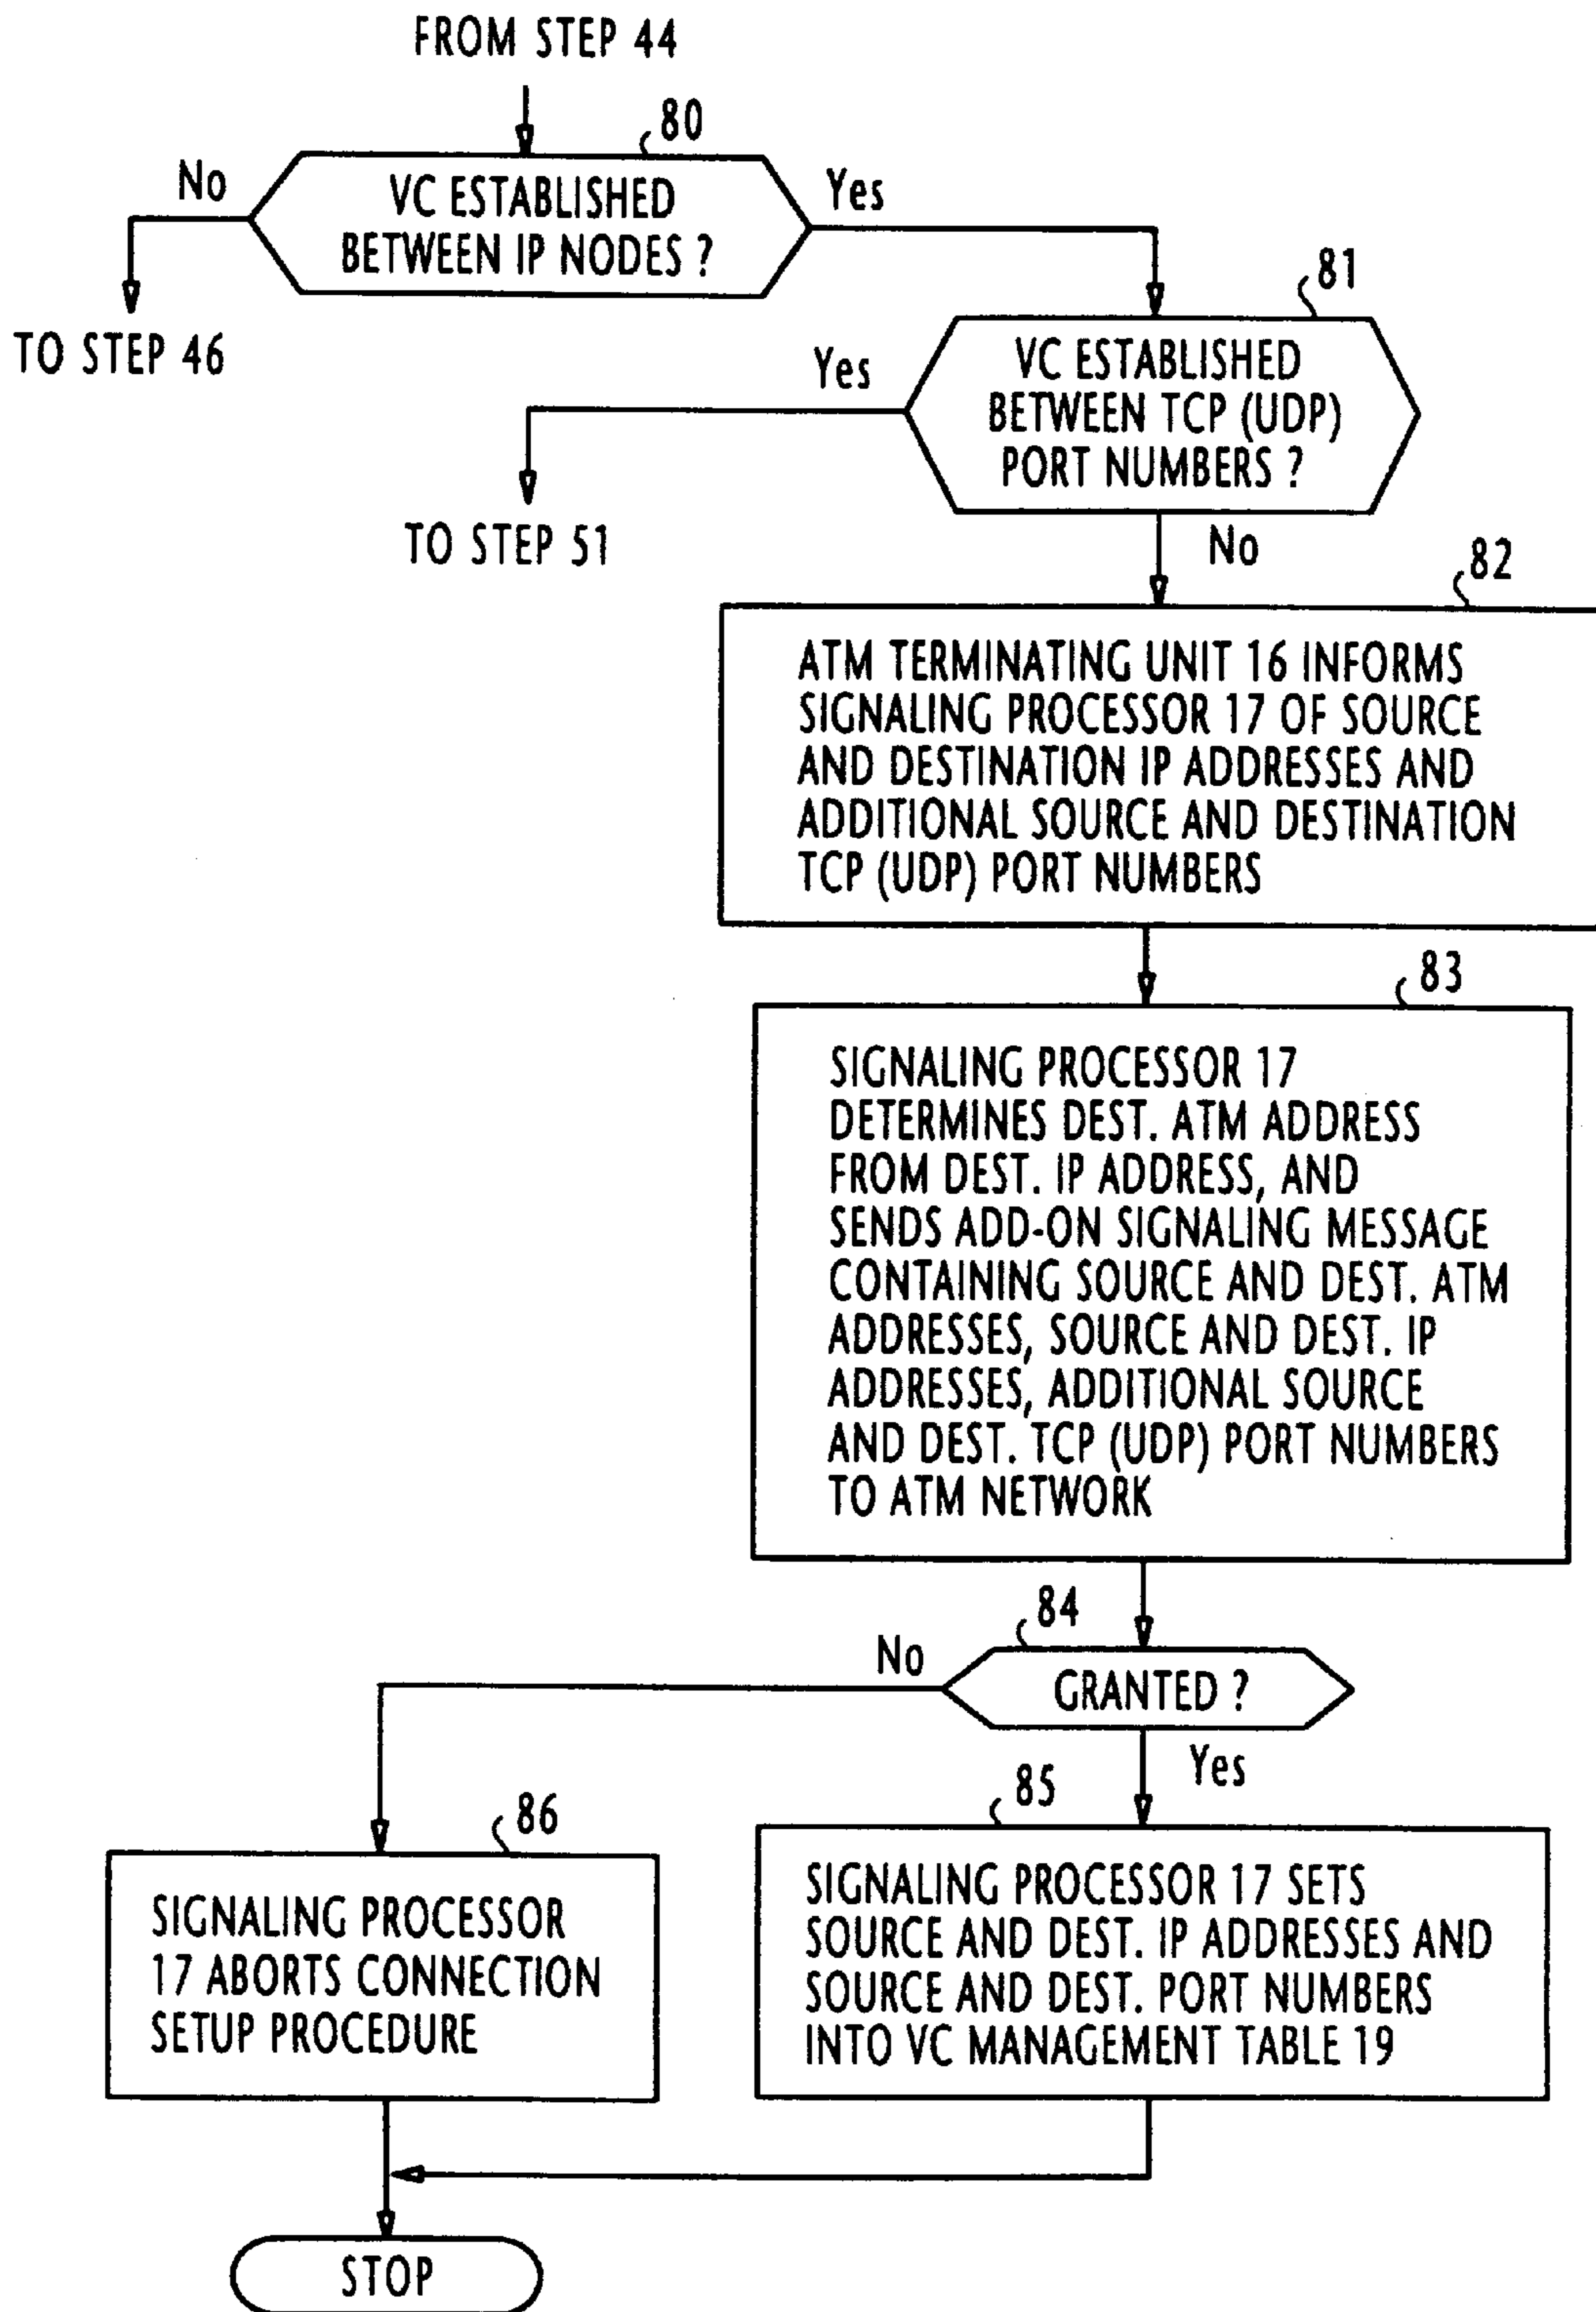 FROM STEP 44
80
No
VC ESTABLISHED
BETWEEN IP NODES ?
Yes
TO STEP 46
81
Yes
VC ESTABLISHED
BETWEEN TCP (UDP)
PORT NUMBERS ?
TO STEP 51
No
82
ATM TERMINATING UNIT 16 INFORMS
SIGNALING PROCESSOR 17 OF SOURCE
AND DESTINATION IP ADDRESSES AND
ADDITIONAL SOURCE AND DESTINATION
TCP (UDP) PORT NUMBERS
83
SIGNALING PROCESSOR 17
DETERMINES DEST. ATM ADDRESS
FROM DEST. IP ADDRESS, AND
SENDS ADD-ON SIGNALING MESSAGE
CONTAINING SOURCE AND DEST. ATM
ADDRESSES, SOURCE AND DEST. IP
ADDRESSES, ADDITIONAL SOURCE
AND DEST. TCP (UDP) PORT NUMBERS
TO ATM NETWORK
84
No
GRANTED ?
Yes
85
86
SIGNALING PROCESSOR
17 ABORTS CONNECTION
SETUP PROCEDURE
SIGNALING PROCESSOR 17 SETS
SOURCE AND DEST. IP ADDRESSES AND
SOURCE AND DEST. PORT NUMBERS
INTO VC MANAGEMENT TABLE 19
STOP